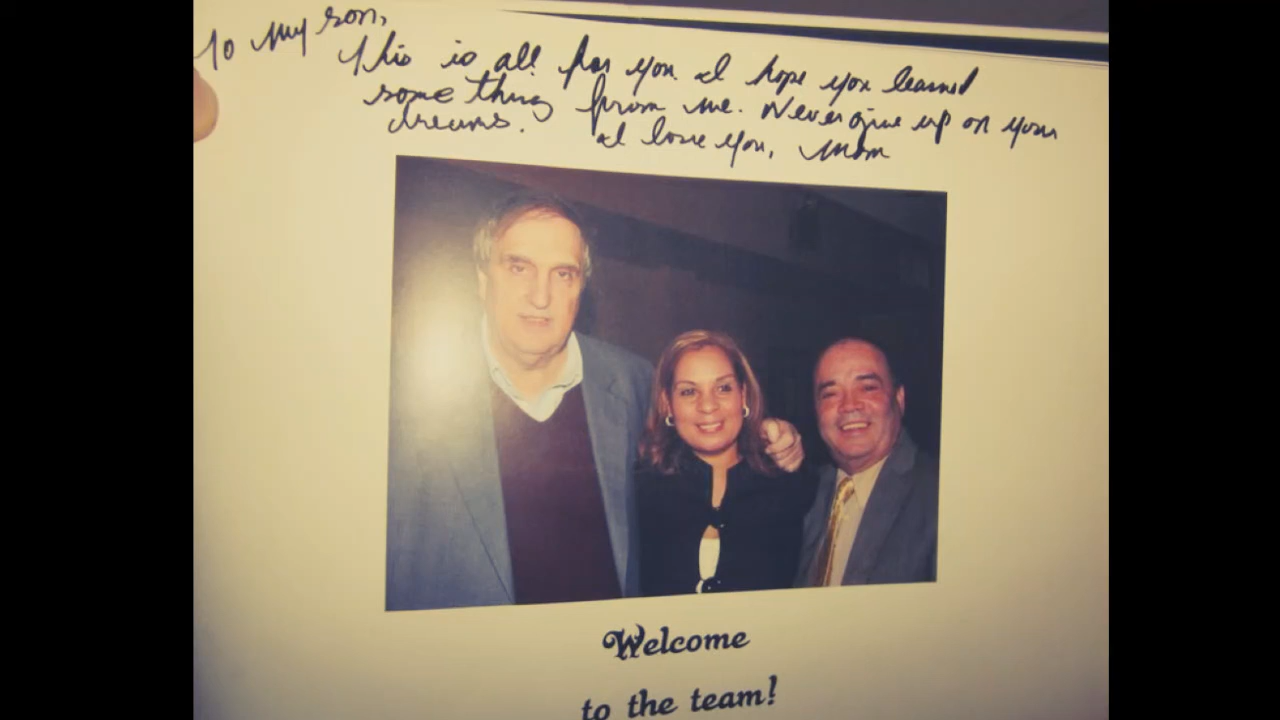 To My son,
This is all for you. I hope you learned
something from me. Never give up on your
dreams. I love you, Mom
Welcome
to the team!